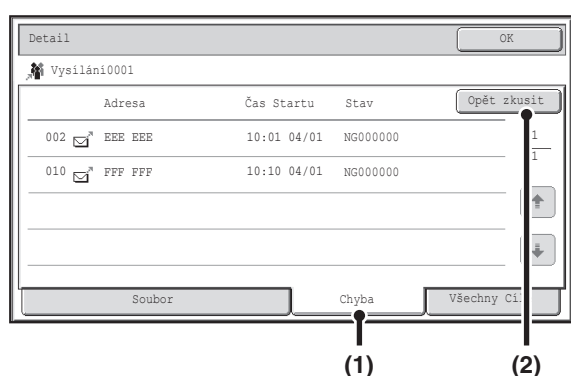 Detail OK
Vysílání0001
Adresa Čas Startu Stav Opět zkusit
002 EEE EEE 10:01 04/01 NG000000 1
1
010 FFF FFF 10:10 04/01 NG000000
Soubor Chyba Všechny
(1) (2)